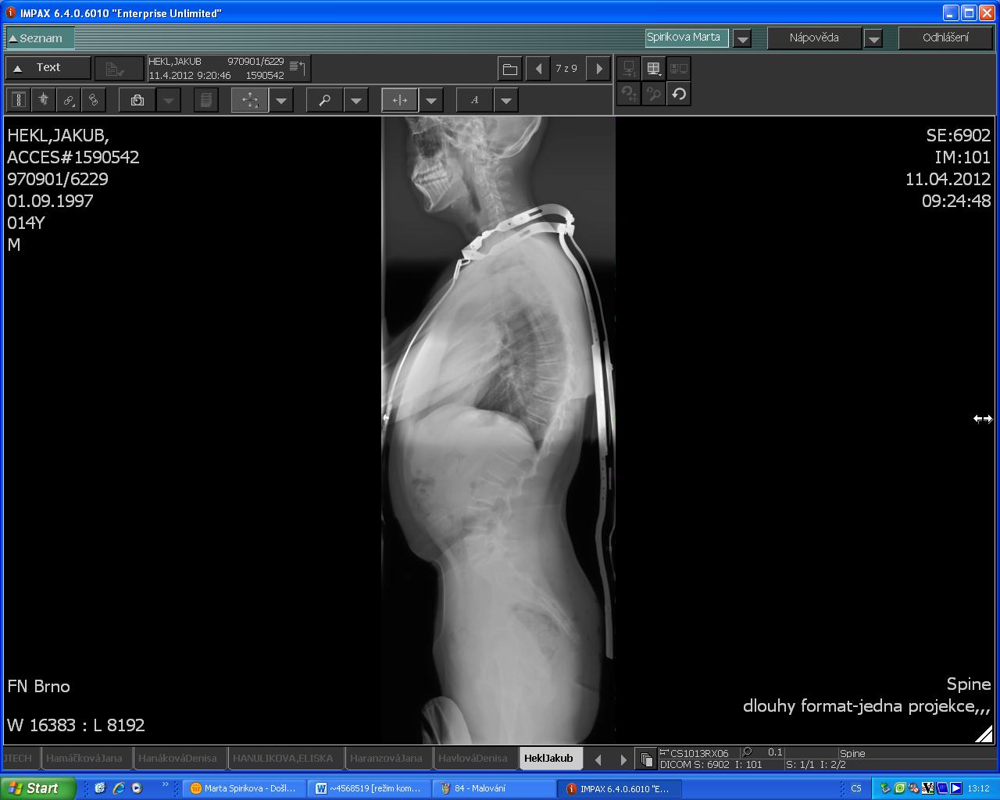 IMPAX 6.4.0.6010 "Enterprise Unlimited"
Seznam
Spirikova Marta
Nápověda
Odhlášení
Text
HEKL,JAKUB 970901/6229
11.4.2012 9:20:46 1590542
7 z 9
A
HEKL,JAKUB,
ACCES#1590542
970901/6229
01.09.1997
014Y
M
SE:6902
IM:101
11.04.2012
09:24:48
FN Brno
W 16383 : L 8192
Spine
dlouhy format-jedna projekce,,,
JTECH
HamáčkováJana
HanákováDenisa
HANULIKOVA,ELISKA
HaranzováJana
HavlováDenisa
HeklJakub
CS1013RX06 0.1 Spine
DICOM S: 6902 I: 101 S: 1/1 I: 2/2
Start
Marta Spirikova - Došl...
~4568519 [režim kom...
84 - Malování
IMPAX 6.4.0.6010 "E...
CS
13:12